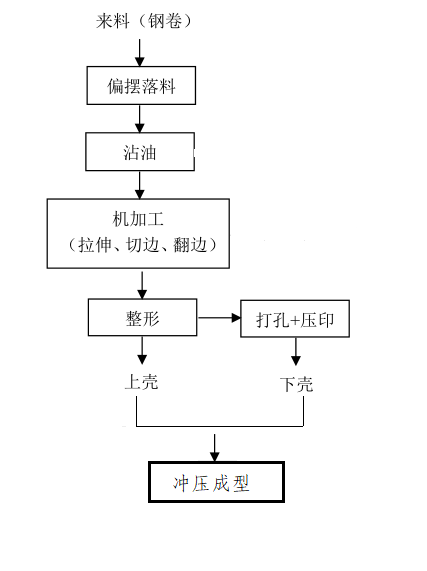 来料（钢卷）
偏摆落料
沾油
机加工
（拉伸、切边、翻边）
整形
打孔+压印
上壳
下壳
冲压成型